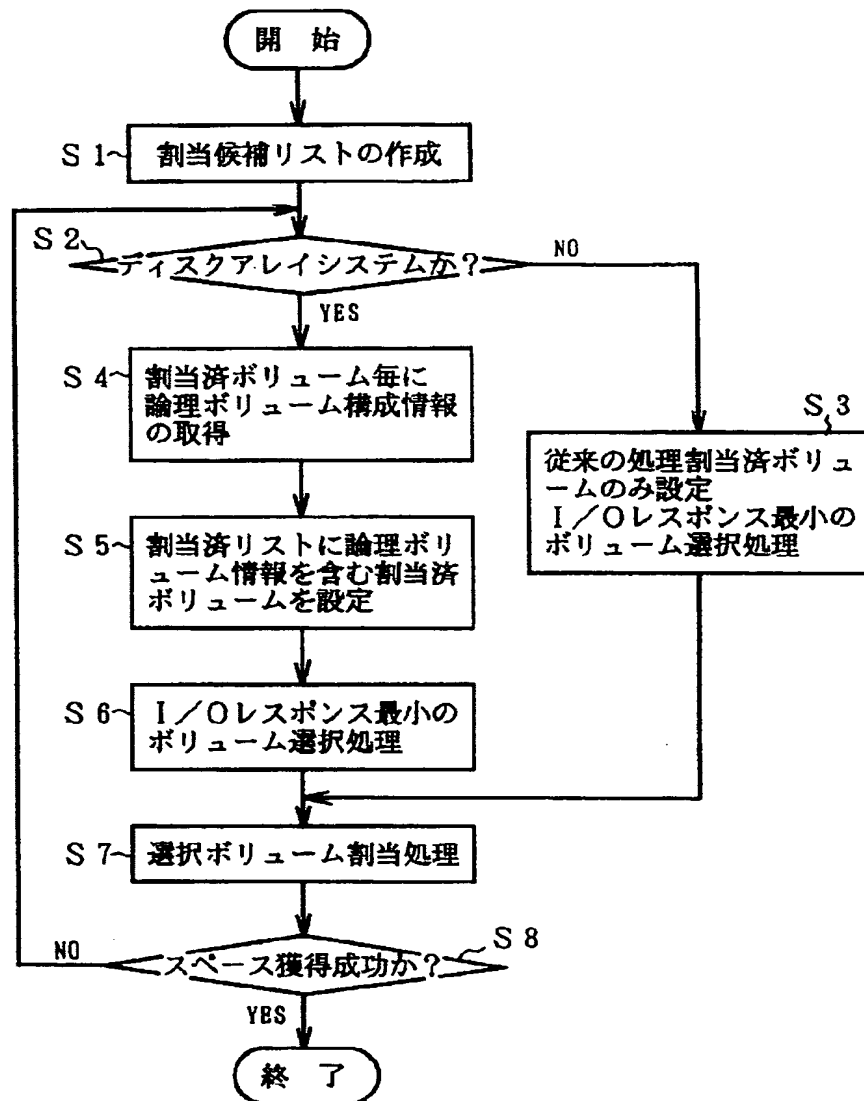 開 始
S1
割当候補リストの作成
S2
ディスクアレイシステムか?
NO
YES
S4
割当済ボリューム毎に
論理ボリューム構成情報
の取得
S3
従来の処理割当済ボリュ
ームのみ設定
I/Oレスポンス最小の
ボリューム選択処理
S5
割当済リストに論理ボリ
ューム情報を含む割当済
ボリュームを設定
S6
I/Oレスポンス最小の
ボリューム選択処理
S7
選択ボリューム割当処理
S8
スペース獲得成功か?
NO
YES
終 了